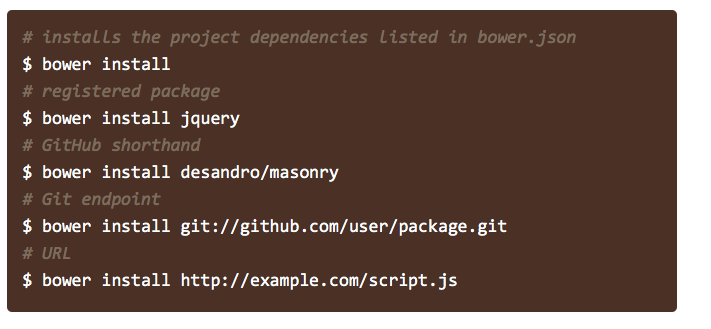 # installs the project dependencies listed in bower.json
$ bower install
# registered package
$ bower install jquery
# GitHub shorthand
$ bower install desandro/masonry
# Git endpoint
$ bower install git://github.com/user/package.git
# URL
$ bower install http://example.com/script.js